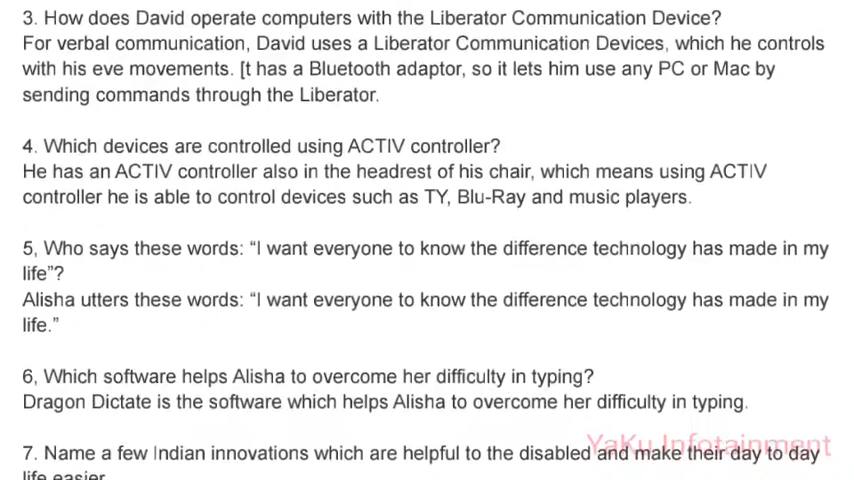 3. How does David operate computers with the Liberator Communication Device?
For verbal communication, David uses a Liberator Communication Devices, which he controls
with his eve movements. [t has a Bluetooth adaptor, so it lets him use any PC or Mac by
sending commands through the Liberator.
4. Which devices are controlled using ACTIV controller?
He has an ACTIV controller also in the headrest of his chair, which means using ACTIV
controller he is able to control devices such as TY, Blu-Ray and music players.
5, Who says these words: “I want everyone to know the difference technology has made in my
life”?
Alisha utters these words: “I want everyone to know the difference technology has made in my
life.”
6, Which software helps Alisha to overcome her difficulty in typing?
Dragon Dictate is the software which helps Alisha to overcome her difficulty in typing.
YaKu Infotainment
7. Name a few Indian innovations which are helpful to the disabled and make their day to day
life easier